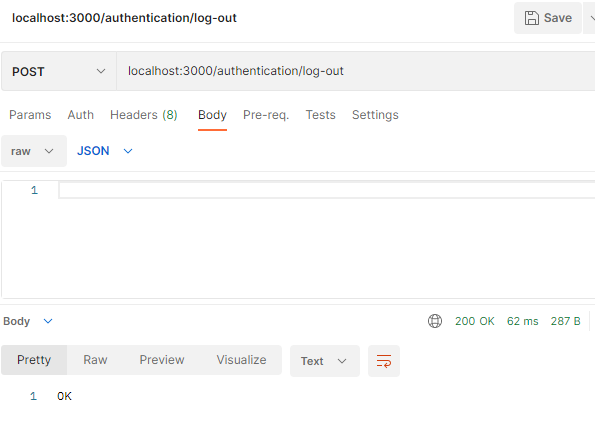 localhost:3000/authentication/log-out
Save
POST
localhost:3000/authentication/log-out
Params Auth Headers (8) Body Pre-req. Tests Settings
raw JSON
1
Body 200 OK 62 ms 287 B
Pretty Raw Preview Visualize Text
1 OK